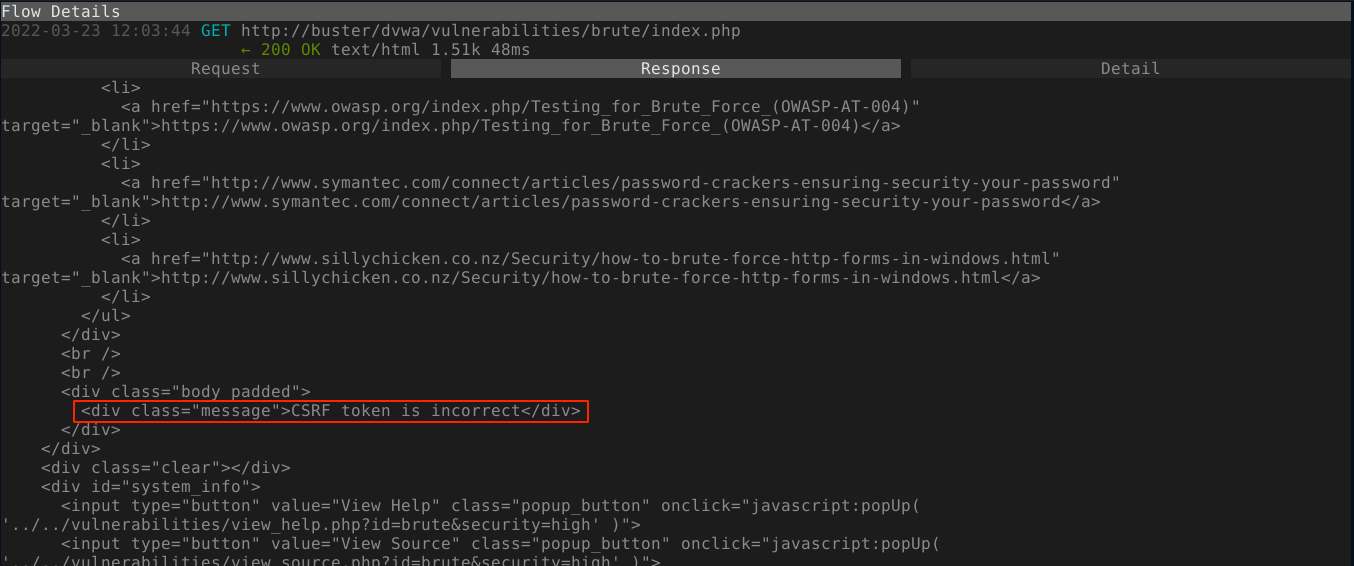 Flow Details
2022-03-23 12:03:44 GET http://buster/dvwa/vulnerabilities/brute/index.php
← 200 OK text/html 1.51k 48ms
Request Response Detail
<li>
<a href="https://www.owasp.org/index.php/Testing_for_Brute_Force_(OWASP-AT-004)"
target="_blank">https://www.owasp.org/index.php/Testing_for_Brute_Force_(OWASP-AT-004)</a>
</li>
<li>
<a href="http://www.symantec.com/connect/articles/password-crackers-ensuring-security-your-password"
target="_blank">http://www.symantec.com/connect/articles/password-crackers-ensuring-security-your-password</a>
</li>
<li>
<a href="http://www.sillychicken.co.nz/Security/how-to-brute-force-http-forms-in-windows.html"
target="_blank">http://www.sillychicken.co.nz/Security/how-to-brute-force-http-forms-in-windows.html</a>
</li>
</ul>
</div>
<br />
<br />
<div class="body_padded">
<div class="message">CSRF token is incorrect</div>
</div>
</div>
<div class="clear"></div>
<div id="system_info">
<input type="button" value="View Help" class="popup_button" onclick="javascript:popUp(
'../../vulnerabilities/view_help.php?id=brute&security=high' )">
<input type="button" value="View Source" class="popup_button" onclick="javascript:popUp(
'../../vulnerabilities/view_source.php?id=brute&security=high' )">